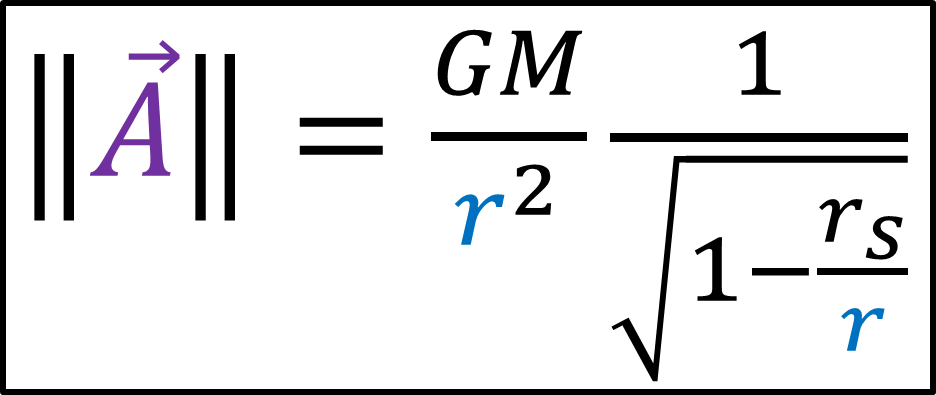 ‖A⃗‖ = GM/r² 1/√(1−r_s/r)